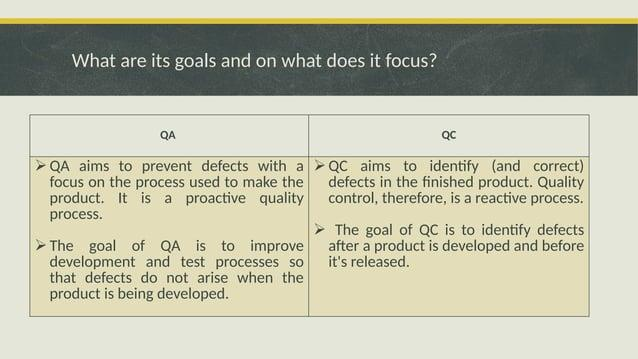 What are its goals and on what does it focus?
QA
QC
➢ QA aims to prevent defects with a
focus on the process used to make the
product. It is a proactive quality
process.
➢ The goal of QA is to improve
development and test processes so
that defects do not arise when the
product is being developed.
➢ QC aims to identify (and correct)
defects in the finished product. Quality
control, therefore, is a reactive process.
➢ The goal of QC is to identify defects
after a product is developed and before
it's released.